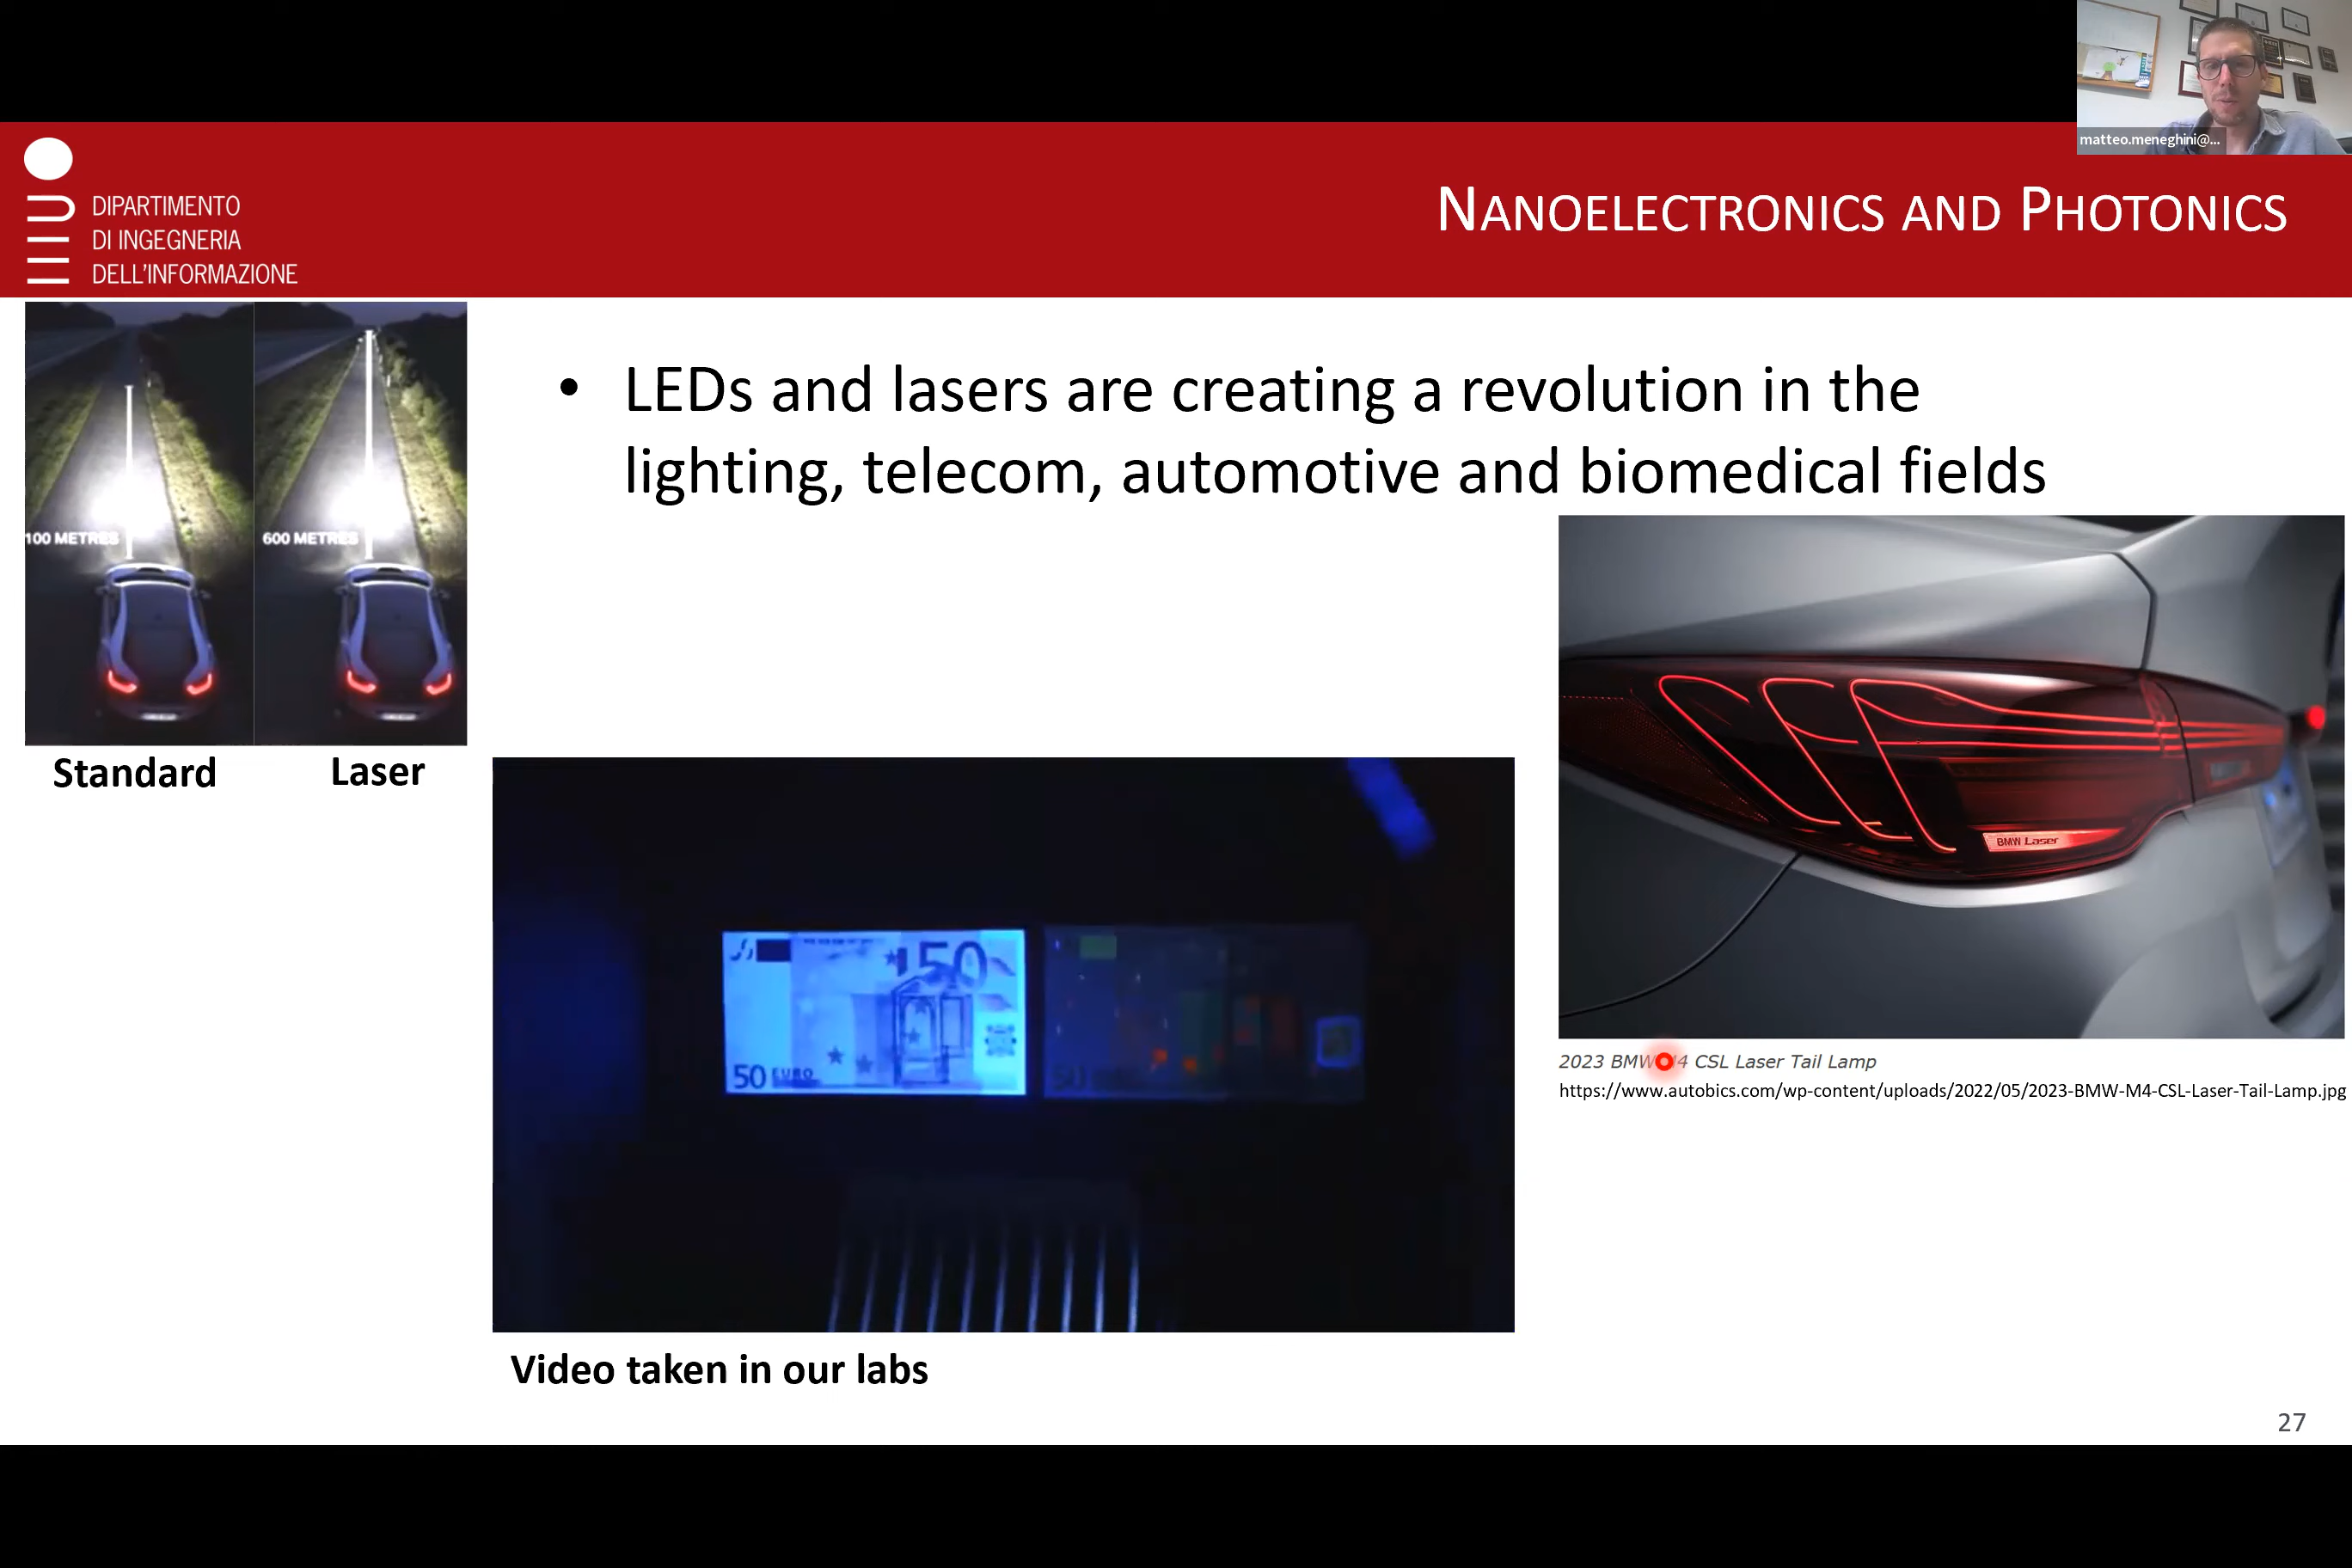 matteo.meneghini@...
DIPARTIMENTO
DI INGEGNERIA
DELL'INFORMAZIONE
NANOELECTRONICS AND PHOTONICS
• LEDs and lasers are creating a revolution in the
lighting, telecom, automotive and biomedical fields
100 METRES
600 METRES
Standard
Laser
BMW Laser
50
50 EURO
2023 BMW M4 CSL Laser Tail Lamp
https://www.autobics.com/wp-content/uploads/2022/05/2023-BMW-M4-CSL-Laser-Tail-Lamp.jpg
Video taken in our labs
27